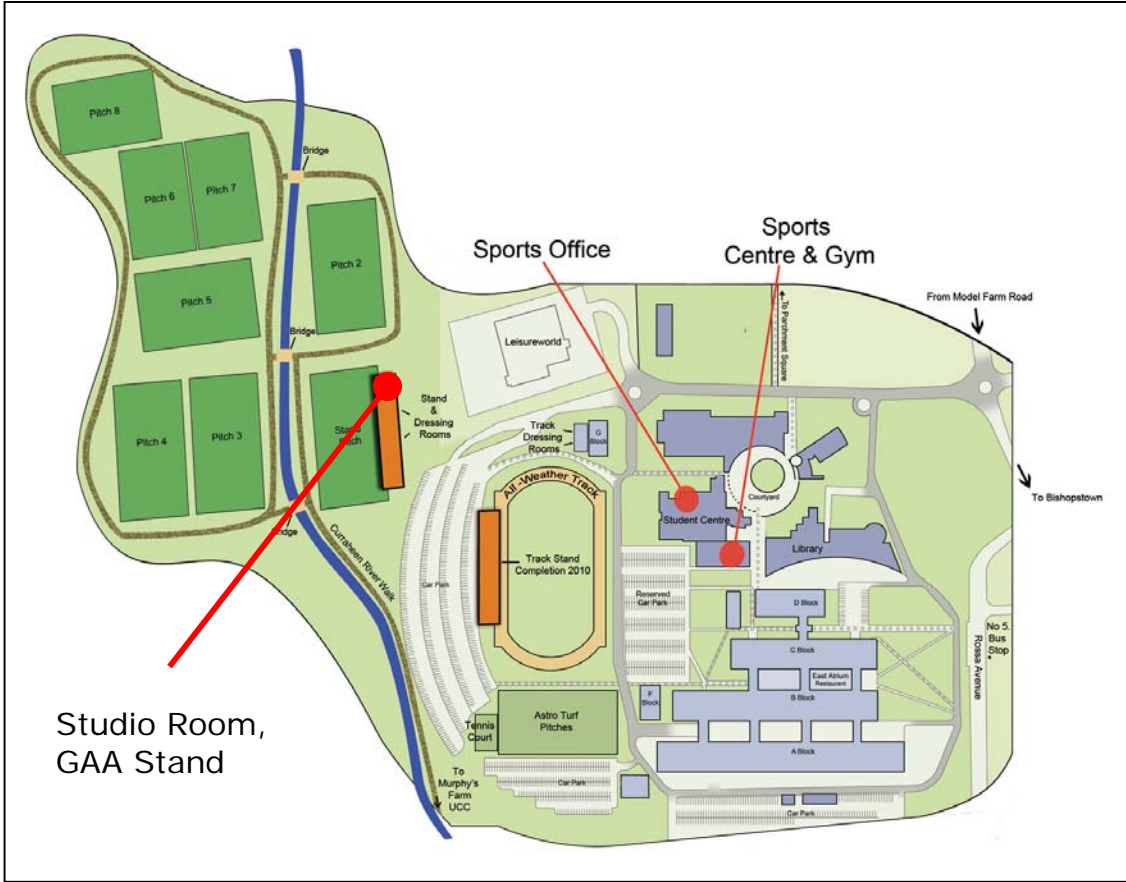 Pitch 8
Bridge
Pitch 6
Pitch 7
Pitch 2
Sports Office
Sports
Centre & Gym
Pitch 5
To Parchment Square
From Model Farm Road
Bridge
Leisureworld
Pitch 4
Pitch 3
Stand
&
Dressing
Rooms
Track
Dressing
Rooms
G
Block
Courtyard
To Bishopstown
All -Weather Track
Student Centre
Library
Bridge
Curraheen River Walk
Car Park
Track Stand
Completion 2010
Reserved
Car Park
D Block
No 5.
Bus
Stop
Rossa Avenue
C Block
East Atrium
Restaurant
F
Block
B Block
Studio Room,
GAA Stand
Tennis
Court
Astro Turf
Pitches
A Block
To
Murphy's
Farm
UCC
Car Park
Car Park